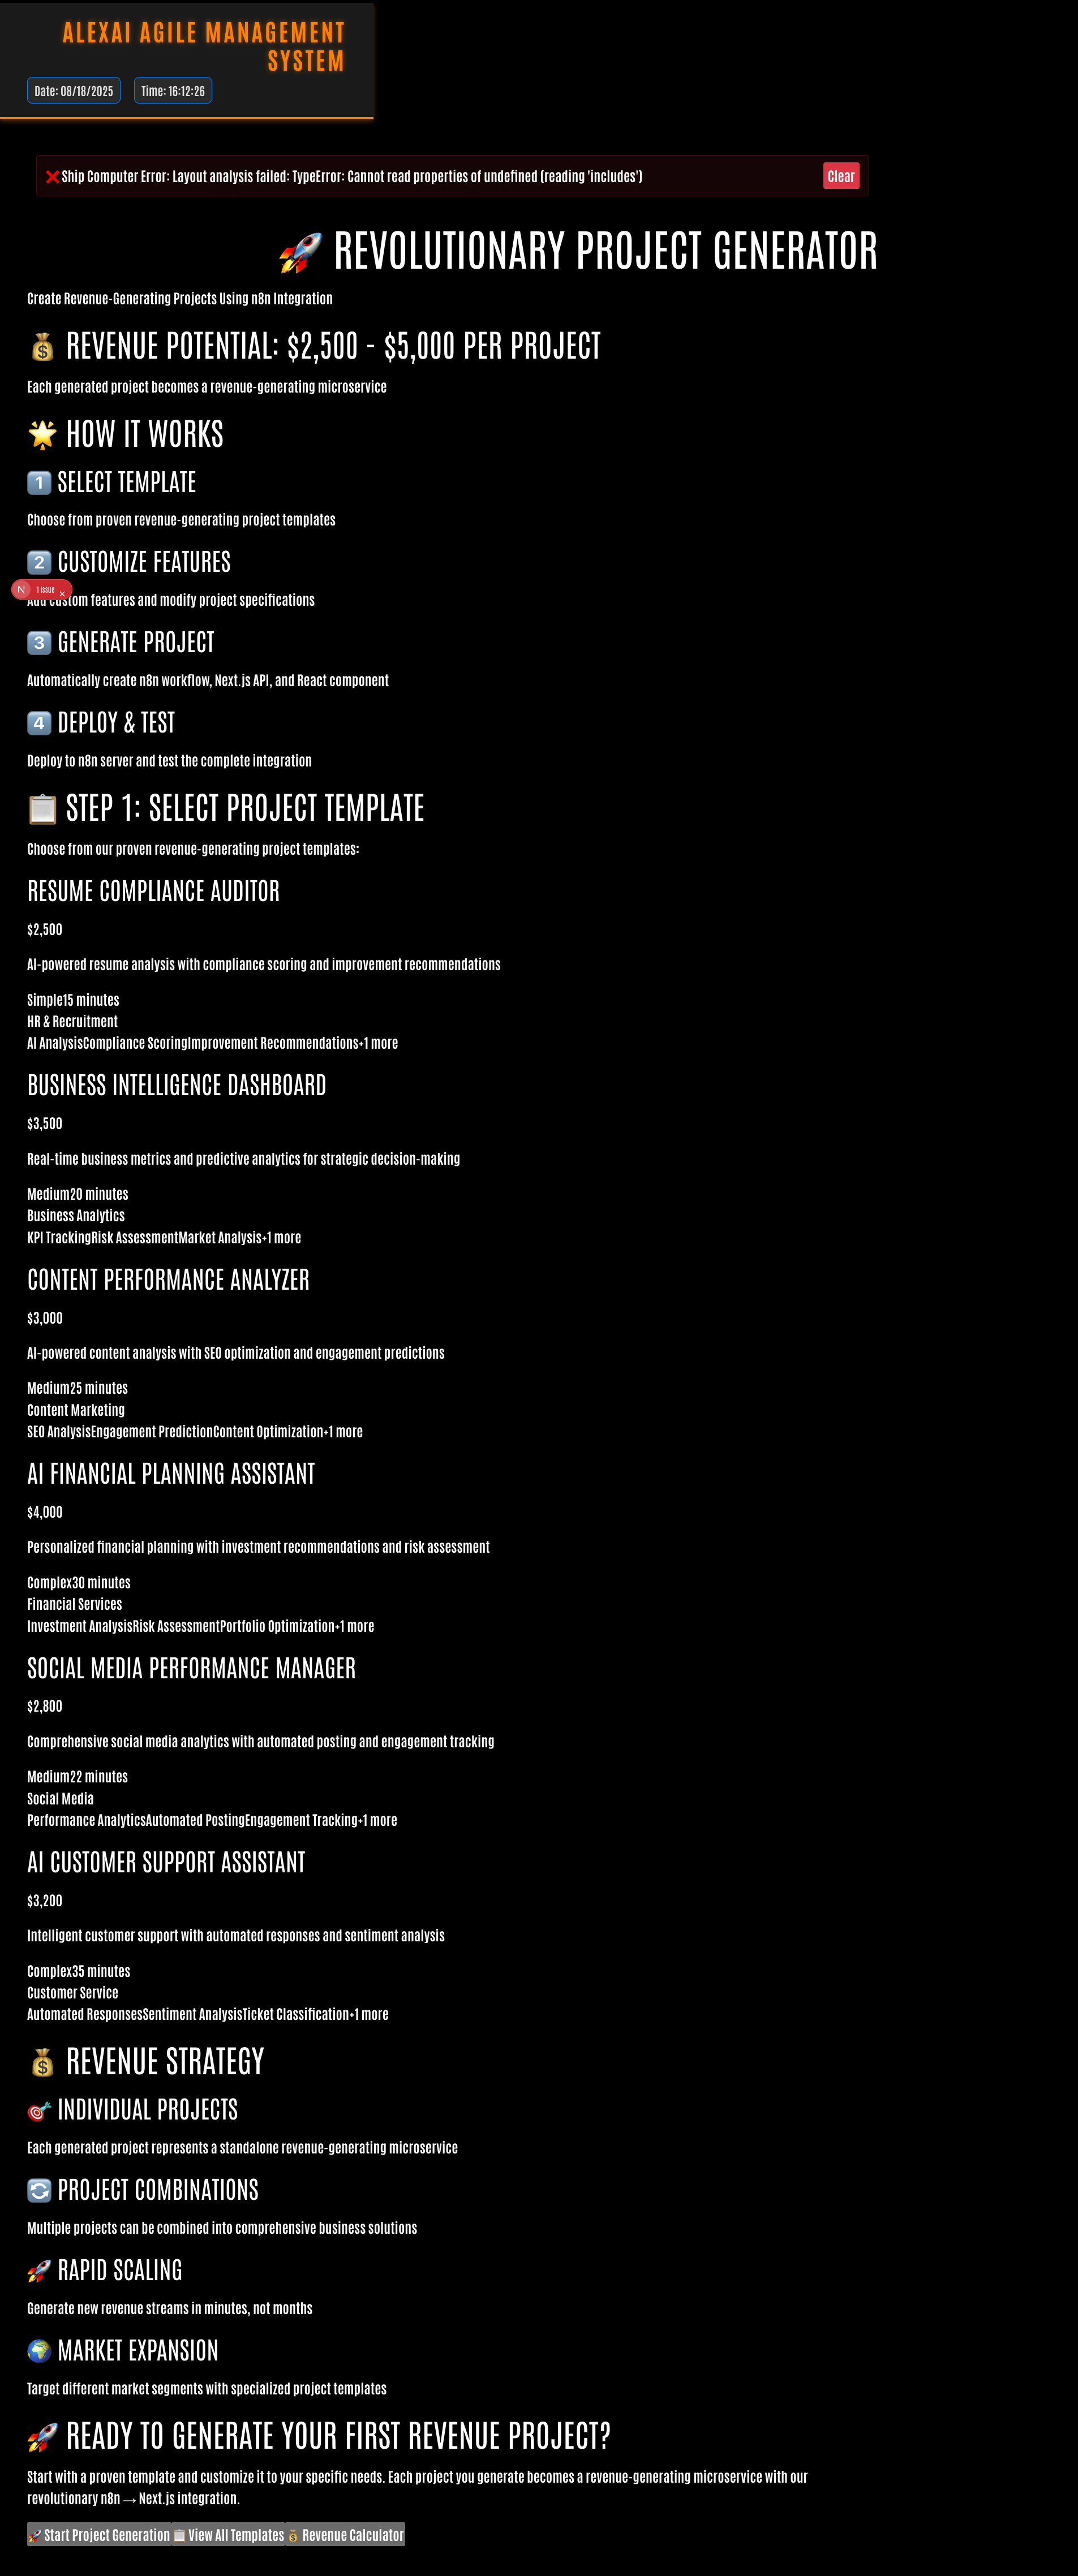 ALEXAI AGILE MANAGEMENT
SYSTEM
Date: 08/18/2025 Time: 16:12:26
❌ Ship Computer Error: Layout analysis failed: TypeError: Cannot read properties of undefined (reading 'includes') Clear
🚀 REVOLUTIONARY PROJECT GENERATOR
Create Revenue-Generating Projects Using n8n Integration
💰 REVENUE POTENTIAL: $2,500 - $5,000 PER PROJECT
Each generated project becomes a revenue-generating microservice
🌟 HOW IT WORKS
1️⃣ SELECT TEMPLATE
Choose from proven revenue-generating project templates
2️⃣ CUSTOMIZE FEATURES
N 1 Issue ×
Add custom features and modify project specifications
3️⃣ GENERATE PROJECT
Automatically create n8n workflow, Next.js API, and React component
4️⃣ DEPLOY & TEST
Deploy to n8n server and test the complete integration
📋 STEP 1: SELECT PROJECT TEMPLATE
Choose from our proven revenue-generating project templates:
RESUME COMPLIANCE AUDITOR
$2,500
AI-powered resume analysis with compliance scoring and improvement recommendations
Simple15 minutes
HR & Recruitment
AI AnalysisCompliance ScoringImprovement Recommendations+1 more
BUSINESS INTELLIGENCE DASHBOARD
$3,500
Real-time business metrics and predictive analytics for strategic decision-making
Medium20 minutes
Business Analytics
KPI TrackingRisk AssessmentMarket Analysis+1 more
CONTENT PERFORMANCE ANALYZER
$3,000
AI-powered content analysis with SEO optimization and engagement predictions
Medium25 minutes
Content Marketing
SEO AnalysisEngagement PredictionContent Optimization+1 more
AI FINANCIAL PLANNING ASSISTANT
$4,000
Personalized financial planning with investment recommendations and risk assessment
Complex30 minutes
Financial Services
Investment AnalysisRisk AssessmentPortfolio Optimization+1 more
SOCIAL MEDIA PERFORMANCE MANAGER
$2,800
Comprehensive social media analytics with automated posting and engagement tracking
Medium22 minutes
Social Media
Performance AnalyticsAutomated PostingEngagement Tracking+1 more
AI CUSTOMER SUPPORT ASSISTANT
$3,200
Intelligent customer support with automated responses and sentiment analysis
Complex35 minutes
Customer Service
Automated ResponsesSentiment AnalysisTicket Classification+1 more
💰 REVENUE STRATEGY
🎯 INDIVIDUAL PROJECTS
Each generated project represents a standalone revenue-generating microservice
🔄 PROJECT COMBINATIONS
Multiple projects can be combined into comprehensive business solutions
🚀 RAPID SCALING
Generate new revenue streams in minutes, not months
🌍 MARKET EXPANSION
Target different market segments with specialized project templates
🚀 READY TO GENERATE YOUR FIRST REVENUE PROJECT?
Start with a proven template and customize it to your specific needs. Each project you generate becomes a revenue-generating microservice with our
revolutionary n8n → Next.js integration.
🚀 Start Project Generation 📋 View All Templates 💰 Revenue Calculator